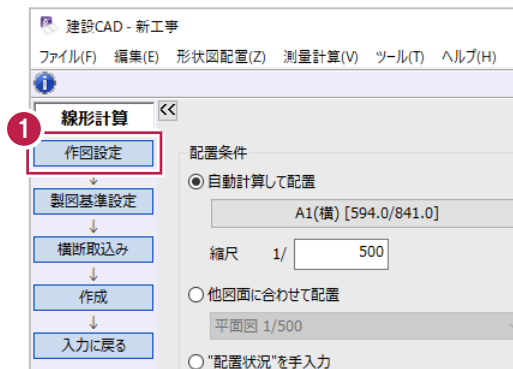 建設CAD - 新工事
ファイル(F) 編集(E) 形状図配置(Z) 測量計算(V) ツール(T) ヘルプ(H)
線形計算
<<
1
作図設定
↓
製図基準設定
↓
横断取込み
↓
作成
↓
入力に戻る
配置条件
自動計算して配置
A1(横) [594.0/841.0]
縮尺 1/ 500
他図面に合わせて配置
平面図 1/500
"配置状況"を手入力